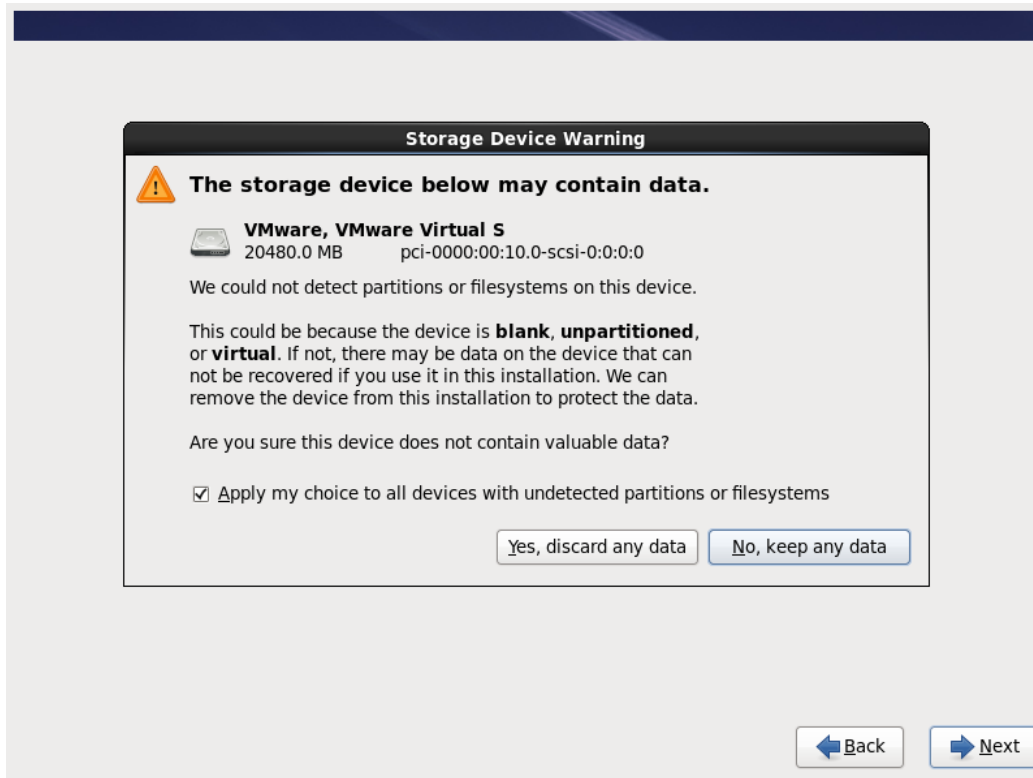 Storage Device Warning
The storage device below may contain data.
VMware, VMware Virtual S
20480.0 MB pci-0000:00:10.0-scsi-0:0:0:0
We could not detect partitions or filesystems on this device.
This could be because the device is blank, unpartitioned,
or virtual. If not, there may be data on the device that can
not be recovered if you use it in this installation. We can
remove the device from this installation to protect the data.
Are you sure this device does not contain valuable data?
Apply my choice to all devices with undetected partitions or filesystems
Yes, discard any data No, keep any data
Back Next